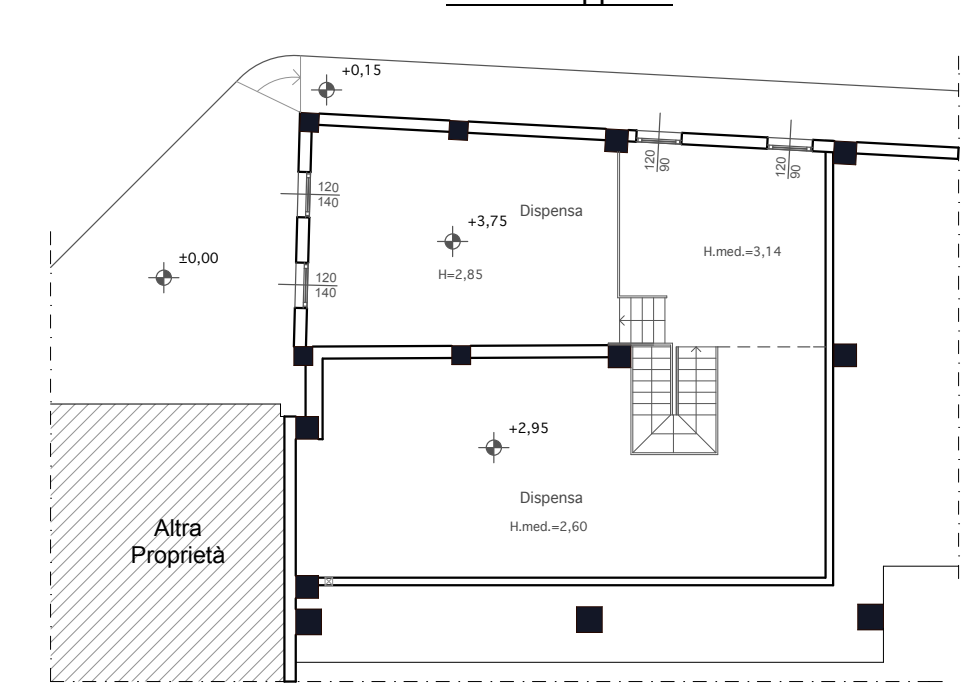 +0,15
120
90
120
90
120
140
Dispensa
+3,75
H.med.=3,14
±0,00
H=2,85
120
140
+2,95
Dispensa
H.med.=2,60
Altra
Proprietà